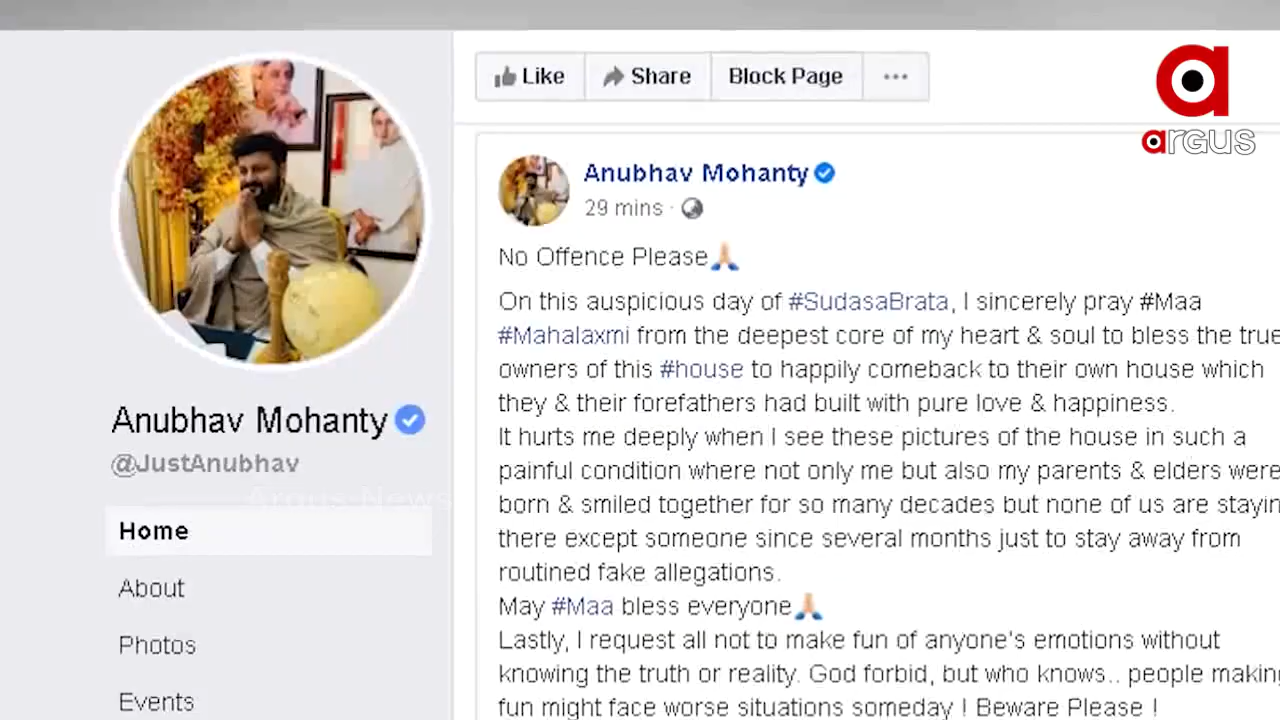 Like
Share
Block Page
argus
Anubhav Mohanty
29 mins ·
No Offence Please🙏
On this auspicious day of #SudasaBrata, I sincerely pray #Maa
#Mahalaxmi from the deepest core of my heart & soul to bless the true
owners of this #house to happily comeback to their own house which
they & their forefathers had built with pure love & happiness.
It hurts me deeply when I see these pictures of the house in such a
painful condition where not only me but also my parents & elders were
born & smiled together for so many decades but none of us are stayin
there except someone since several months just to stay away from
routined fake allegations.
May #Maa bless everyone🙏
Lastly, I request all not to make fun of anyone's emotions without
knowing the truth or reality. God forbid, but who knows.. people making
fun might face worse situations someday ! Beware Please !
Anubhav Mohanty
@JustAnubhav
Argus News
Home
About
Photos
Events